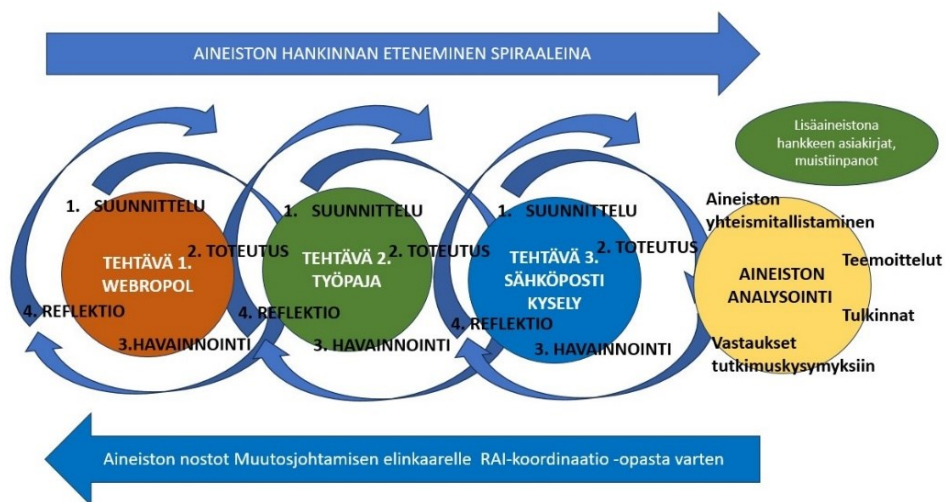 AINEISTON HANKINNAN ETENEMINEN SPIRAALEINA
Lisäaineistona
hankkeen asiakirjat,
muistiinpanot
1. SUUNNITTELU
2. TOTEUTUS
TEHTÄVÄ 1.
WEBROPOL
4. REFLEKTIO
3.HAVAINNOINTI
1. SUUNNITTELU
2. TOTEUTUS
TEHTÄVÄ 2.
TYÖPAJA
4. REFLEKTIO
3. HAVAINNOINTI
1. SUUNNITTELU
2. TOTEUTUS
TEHTÄVÄ 3.
SÄHKÖPOSTI
KYSELY
4. REFLEKTIO
3. HAVAINNOINTI
Aineiston
yhteismitallistaminen
Teemoittelut
AINEISTON
ANALYSOINTI
Tulkinnat
Vastaukset
tutkimuskysymyksiin
Aineiston nostot Muutosjohtamisen elinkaarelle RAI-koordinaatio -opasta varten